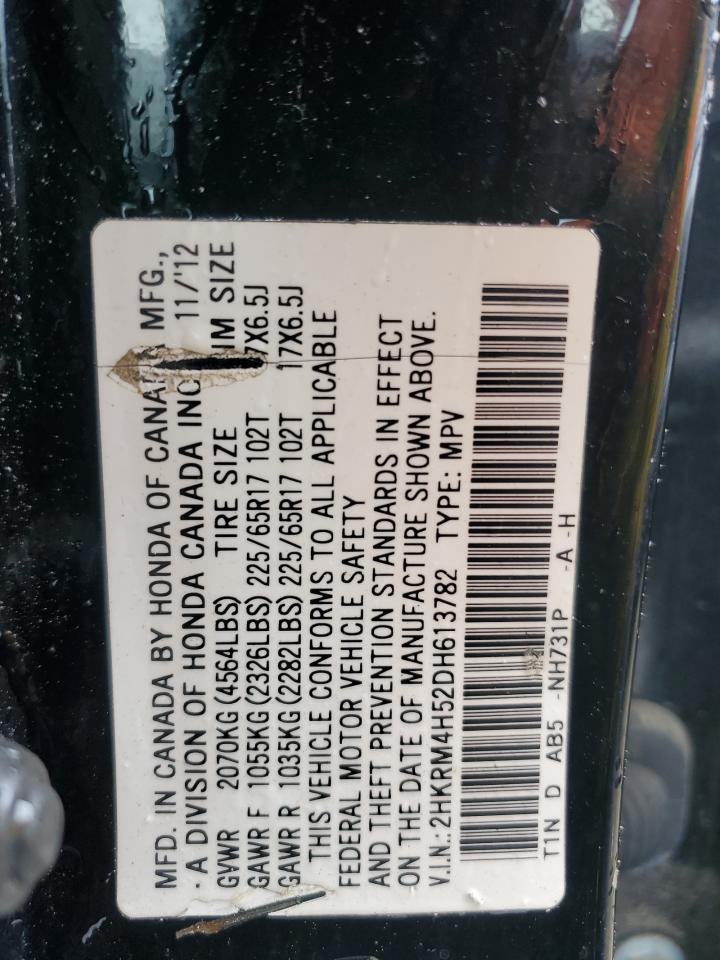 MFD. IN CANADA BY HONDA OF MFG.,
· A DIVISION OF HONDA CANADA INC 11/'12
GVWR 2070KG (4564LBS) TIRE SIZE SIZE
GAWR F 1055KG (2326LBS) 225/65R17 102T 7X6.5J
GAWR R 1035KG (2282LBS) 225/65R17 102T 17X6.5J
THIS VEHICLE CONFORMS TO ALL APPLICABLE
FEDERAL MOTOR VEHICLE SAFETY
AND THEFT PREVENTION STANDARDS IN EFFECT
ON THE DATE OF MANUFACTURE SHOWN ABOVE.
V.I.N.: 2HKRM4H52DH613782 TYPE: MPV
T1N D AB5 -NH731P -A -H